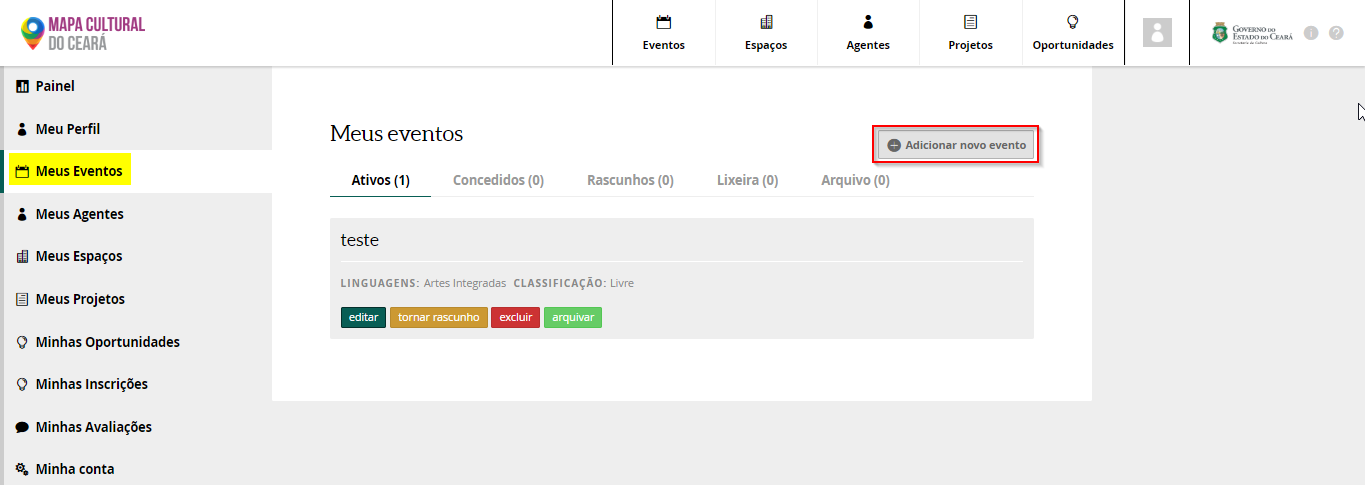 MAPA CULTURAL
DO CEARÁ
Eventos
Espaços
Agentes
Projetos
Oportunidades
GOVERNO DO
ESTADO DO CEARÁ
Secretaria da Cultura
Painel
Meu Perfil
Meus Eventos
Meus Agentes
Meus Espaços
Meus Projetos
Minhas Oportunidades
Minhas Inscrições
Minhas Avaliações
Minha conta
Meus eventos
Adicionar novo evento
Ativos (1) Concedidos (0) Rascunhos (0) Lixeira (0) Arquivo (0)
teste
LINGUAGENS: Artes Integradas CLASSIFICAÇÃO: Livre
editar tornar rascunho excluir arquivar